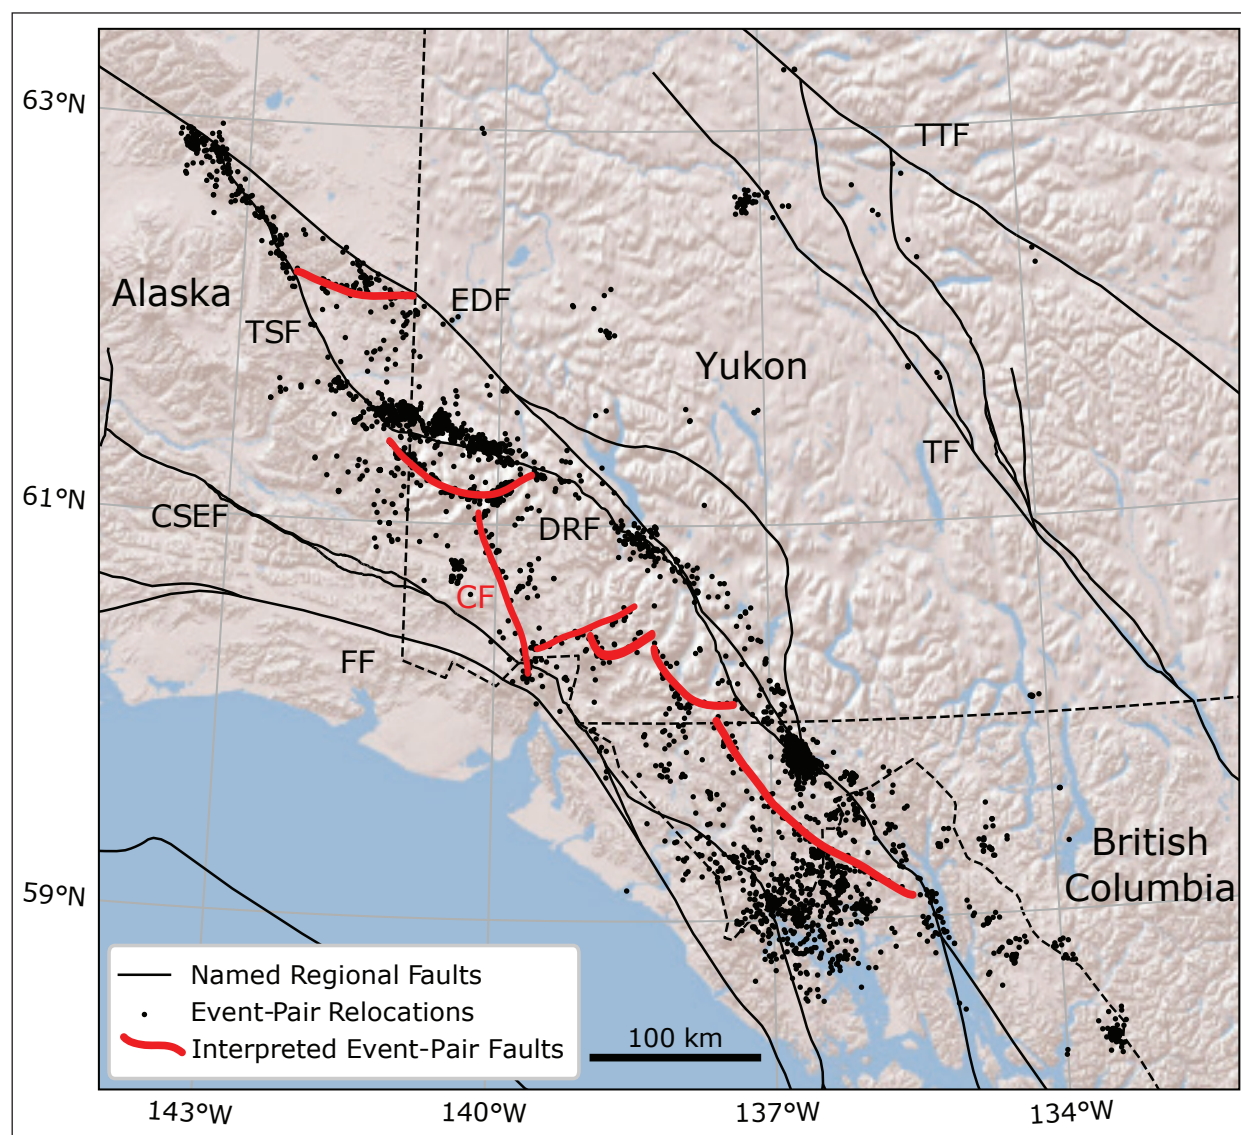 63°N
TTF
Alaska
EDF
TSF
Yukon
TF
61°N
CSEF
DRF
CF
FF
British
Columbia
59°N
Named Regional Faults
Event-Pair Relocations
Interpreted Event-Pair Faults
100 km
143°W
140°W
137°W
134°W